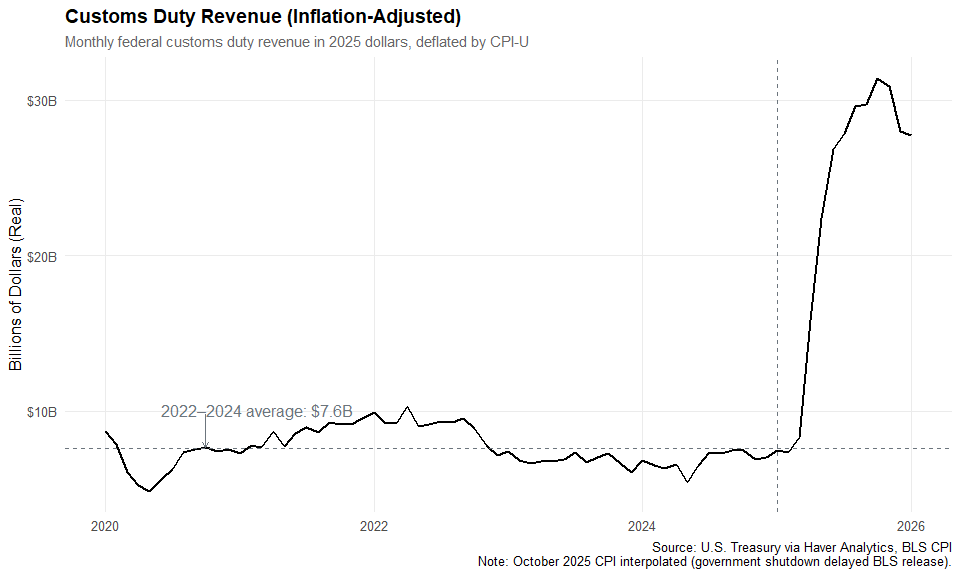 Customs Duty Revenue (Inflation-Adjusted)
Monthly federal customs duty revenue in 2025 dollars, deflated by CPI-U
Billions of Dollars (Real)
$30B
$20B
$10B
2022–2024 average: $7.6B
2020
2022
2024
2026
Source: U.S. Treasury via Haver Analytics, BLS CPI
Note: October 2025 CPI interpolated (government shutdown delayed BLS release).